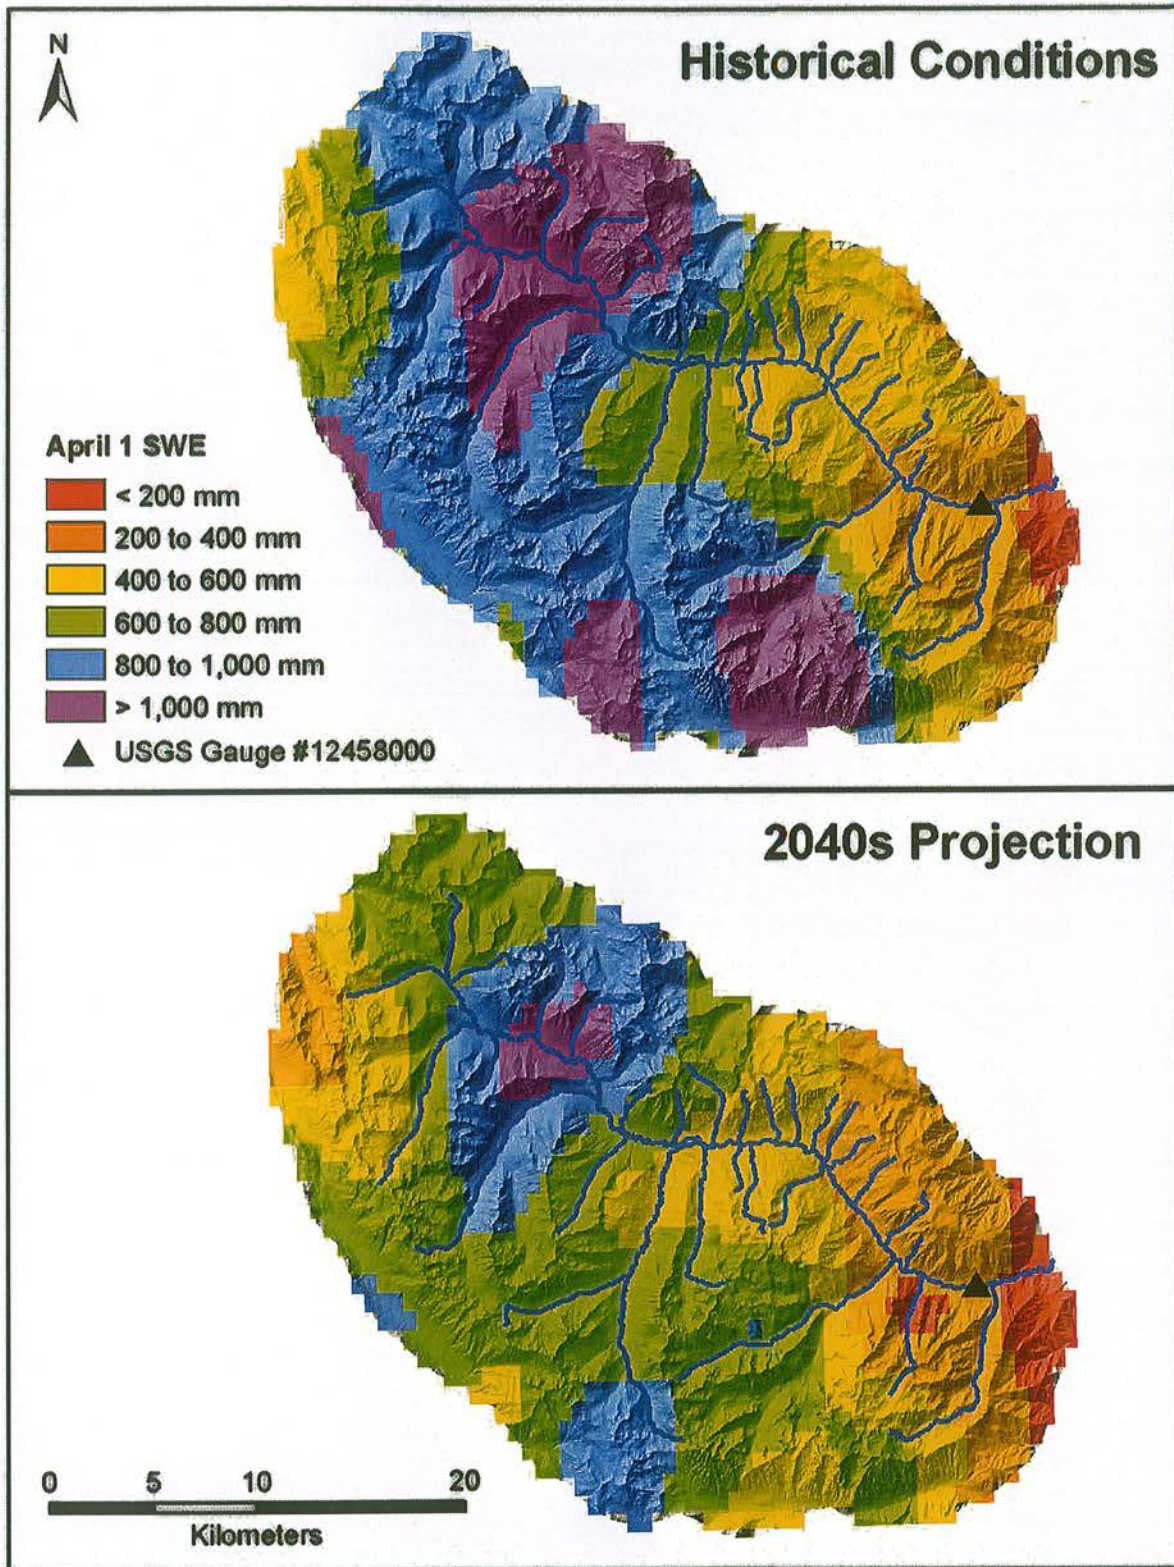 N
Historical Conditions
April 1 SWE
< 200 mm
200 to 400 mm
400 to 600 mm
600 to 800 mm
800 to 1,000 mm
> 1,000 mm
USGS Gauge #12458000
2040s Projection
0 5 10 20
Kilometers